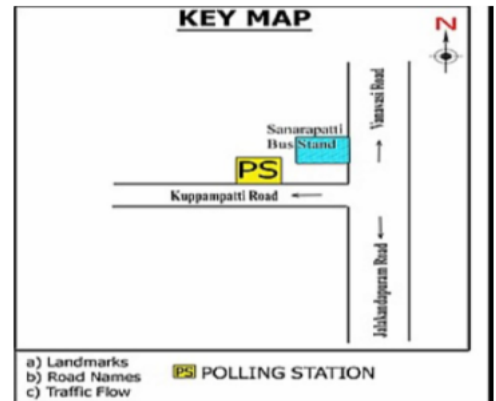 KEY MAP
N
Vanavasi Road
Sanarapatti
Bus Stand
PS
Kuppampatti Road
Jalakandapuram Road
a) Landmarks
b) Road Names
c) Traffic Flow
PS POLLING STATION